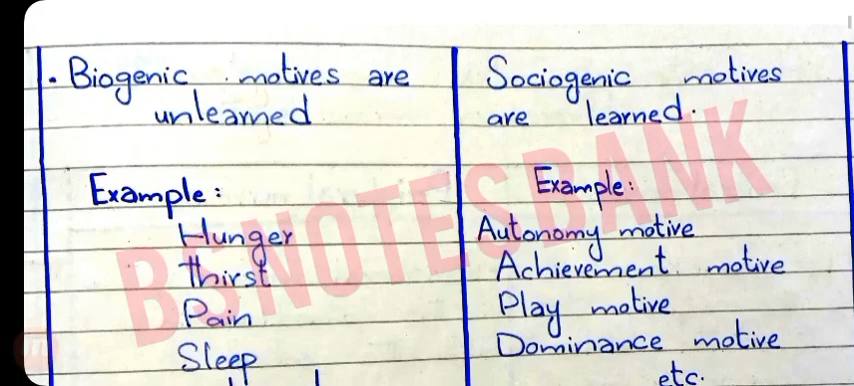 . Biogenic motives are
unlearned
Example:
Hunger
Thirst
Pain
Sleep
Sociogenic motives
are learned.
Example:
Autonomy motive
Achievement motive
Play motive
Dominance motive
etc.
BSNOTESBANK